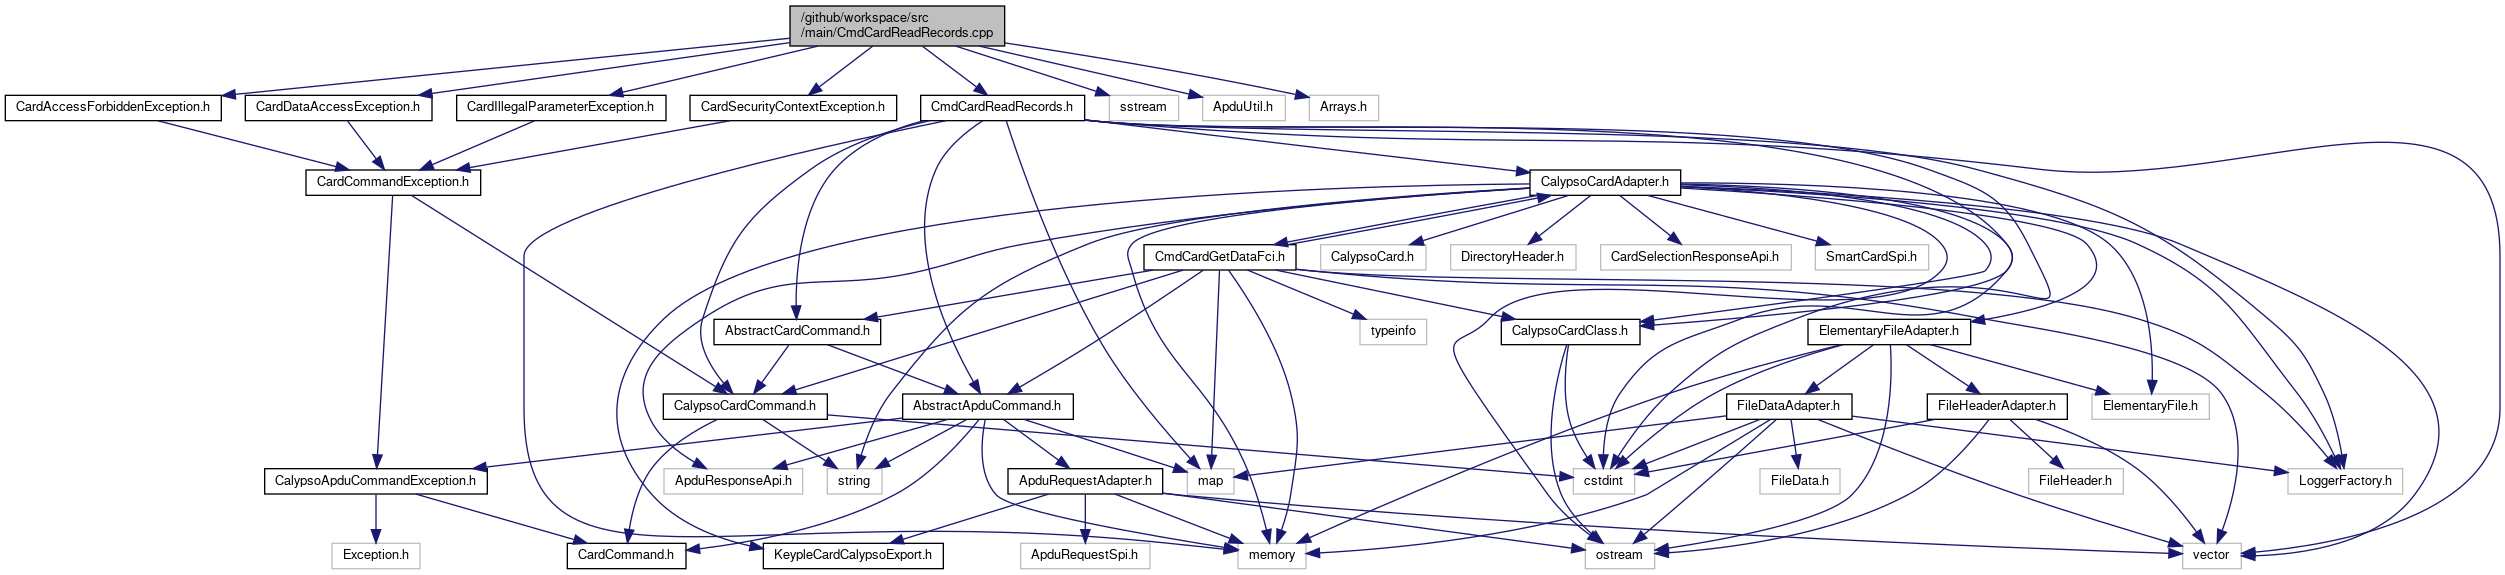 /github/workspace/src
/main/CmdCardReadRecords.cpp
CardAccessForbiddenException.h
CardDataAccessException.h
CardIllegalParameterException.h
CardSecurityContextException.h
CmdCardReadRecords.h
sstream
ApduUtil.h
Arrays.h
CardCommandException.h
CalypsoCardAdapter.h
CmdCardGetDataFci.h
CalypsoCard.h
DirectoryHeader.h
CardSelectionResponseApi.h
SmartCardSpi.h
AbstractCardCommand.h
typeinfo
CalypsoCardClass.h
ElementaryFileAdapter.h
CalypsoCardCommand.h
AbstractApduCommand.h
FileDataAdapter.h
FileHeaderAdapter.h
ElementaryFile.h
CalypsoApduCommandException.h
ApduResponseApi.h
string
ApduRequestAdapter.h
map
cstdint
FileData.h
FileHeader.h
LoggerFactory.h
Exception.h
CardCommand.h
KeypleCardCalypsoExport.h
ApduRequestSpi.h
memory
ostream
vector